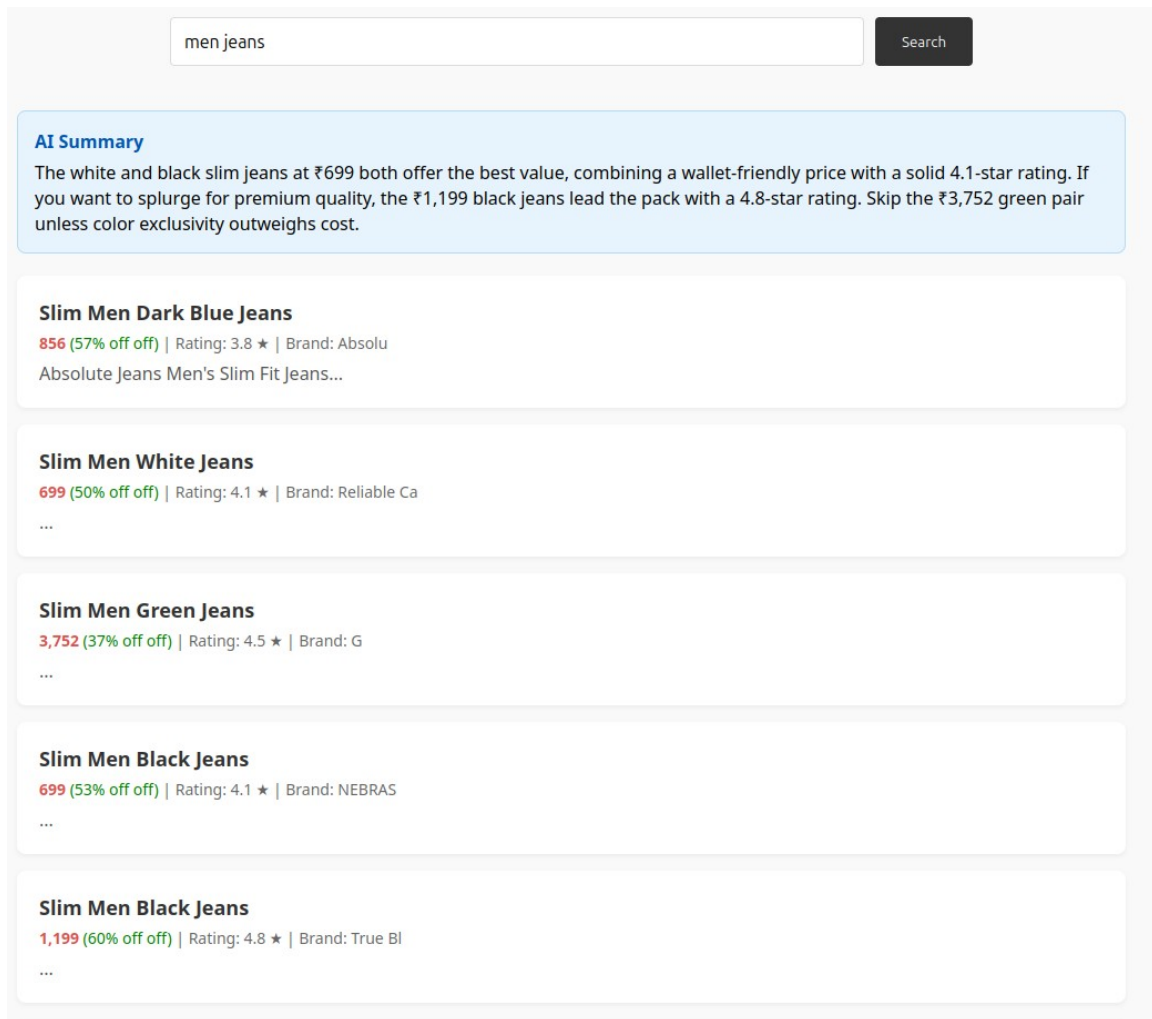 men jeans
Search
AI Summary
The white and black slim jeans at ₹699 both offer the best value, combining a wallet-friendly price with a solid 4.1-star rating. If
you want to splurge for premium quality, the ₹1,199 black jeans lead the pack with a 4.8-star rating. Skip the ₹3,752 green pair
unless color exclusivity outweighs cost.
Slim Men Dark Blue Jeans
856 (57% off off) | Rating: 3.8 ★ | Brand: Absolu
Absolute Jeans Men's Slim Fit Jeans...
Slim Men White Jeans
699 (50% off off) | Rating: 4.1 ★ | Brand: Reliable Ca
...
Slim Men Green Jeans
3,752 (37% off off) | Rating: 4.5 ★ | Brand: G
...
Slim Men Black Jeans
699 (53% off off) | Rating: 4.1 ★ | Brand: NEBRAS
...
Slim Men Black Jeans
1,199 (60% off off) | Rating: 4.8 ★ | Brand: True Bl
...